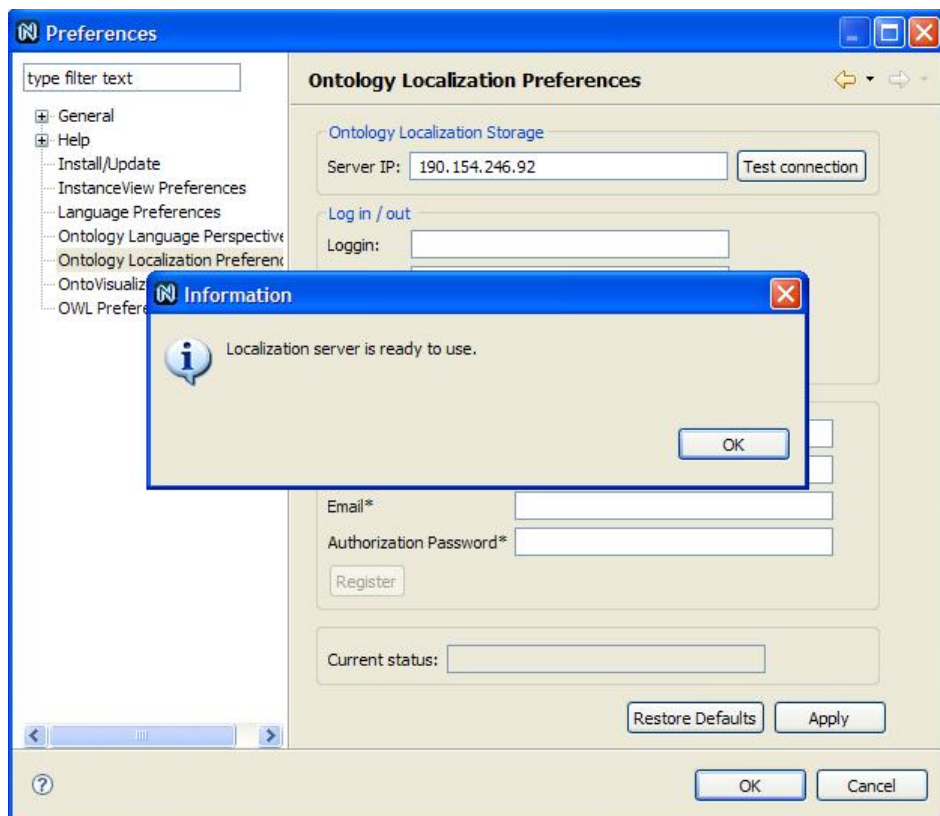 Preferences
type filter text
General
Help
Install/Update
InstanceView Preferences
Language Preferences
Ontology Language Perspective
Ontology Localization Preferenc
OntoVisualiz
OWL Prefere
Ontology Localization Preferences
Ontology Localization Storage
Server IP: 190.154.246.92 Test connection
Log in / out
Loggin:
Information
Localization server is ready to use.
OK
Email*
Authorization Password*
Register
Current status:
Restore Defaults Apply
OK Cancel